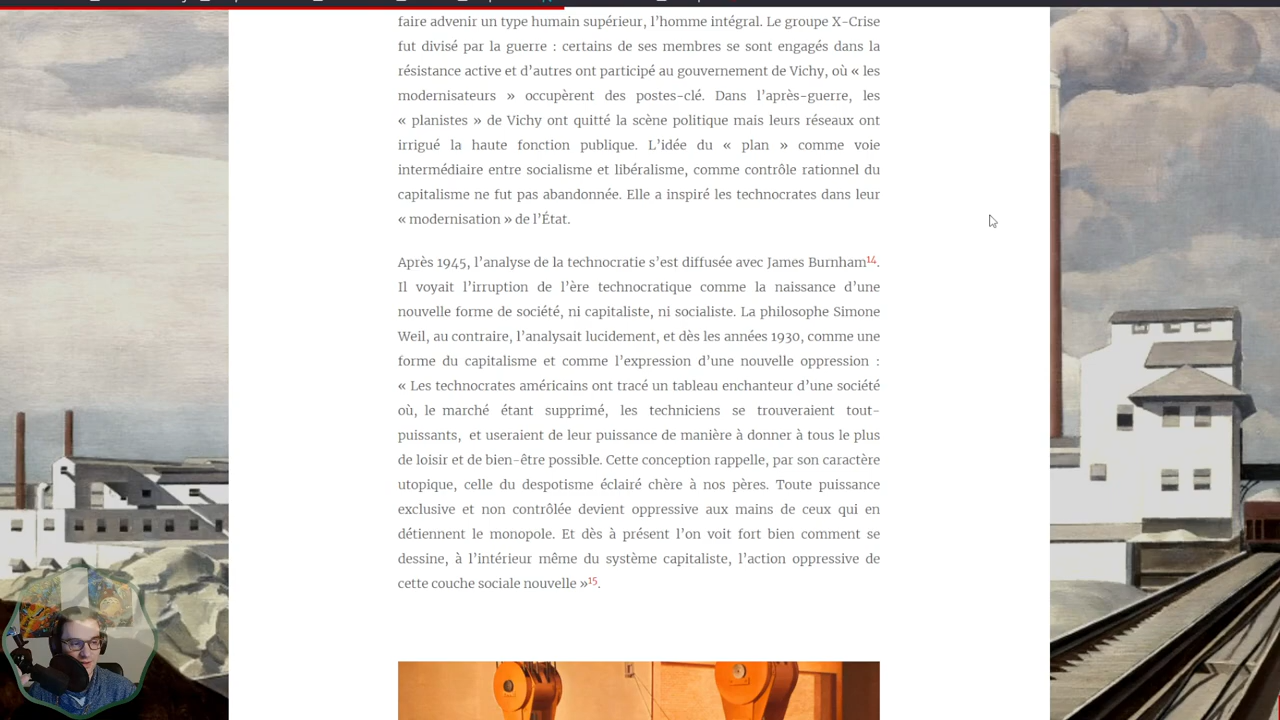 faire advenir un type humain supérieur, l’homme intégral. Le groupe X-Crise
fut divisé par la guerre : certains de ses membres se sont engagés dans la
résistance active et d’autres ont participé au gouvernement de Vichy, où « les
modernisateurs » occupèrent des postes-clé. Dans l’après-guerre, les
« planistes » de Vichy ont quitté la scène politique mais leurs réseaux ont
irrigué la haute fonction publique. L’idée du « plan » comme voie
intermédiaire entre socialisme et libéralisme, comme contrôle rationnel du
capitalisme ne fut pas abandonnée. Elle a inspiré les technocrates dans leur
« modernisation » de l’État.
Après 1945, l’analyse de la technocratie s’est diffusée avec James Burnham14.
Il voyait l’irruption de l’ère technocratique comme la naissance d’une
nouvelle forme de société, ni capitaliste, ni socialiste. La philosophe Simone
Weil, au contraire, l’analysait lucidement, et dès les années 1930, comme une
forme du capitalisme et comme l’expression d’une nouvelle oppression :
« Les technocrates américains ont tracé un tableau enchanteur d’une société
où, le marché étant supprimé, les techniciens se trouveraient tout-
puissants, et useraient de leur puissance de manière à donner à tous le plus
de loisir et de bien-être possible. Cette conception rappelle, par son caractère
utopique, celle du despotisme éclairé chère à nos pères. Toute puissance
exclusive et non contrôlée devient oppressive aux mains de ceux qui en
détiennent le monopole. Et dès à présent l’on voit fort bien comment se
dessine, à l’intérieur même du système capitaliste, l’action oppressive de
cette couche sociale nouvelle »15.